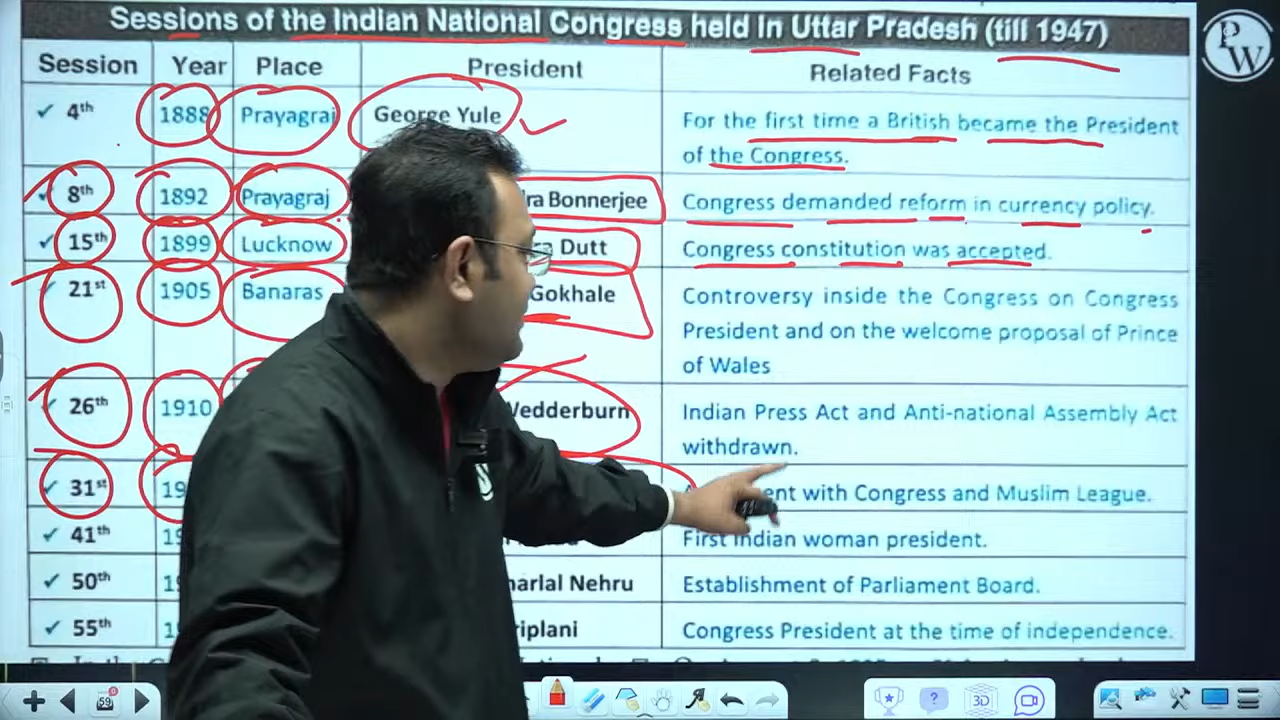 Sessions of the Indian National Congress held In Uttar Pradesh (till 1947)
Session Year Place President Related Facts
4th 1888 Prayagraj George Yule For the first time a British became the President
of the Congress.
8th 1892 Prayagraj Bonnerjee Congress demanded reform in currency policy.
15th 1899 Lucknow Dutt Congress constitution was accepted.
21st 1905 Banaras Gokhale Controversy inside the Congress on Congress
President and on the welcome proposal of Prince
of Wales
26th 1910 Wedderburn Indian Press Act and Anti-national Assembly Act
withdrawn.
31st with Congress and Muslim League.
41th First Indian woman president.
50th Nehru Establishment of Parliament Board.
55th Congress President at the time of independence.
PW
59
3D